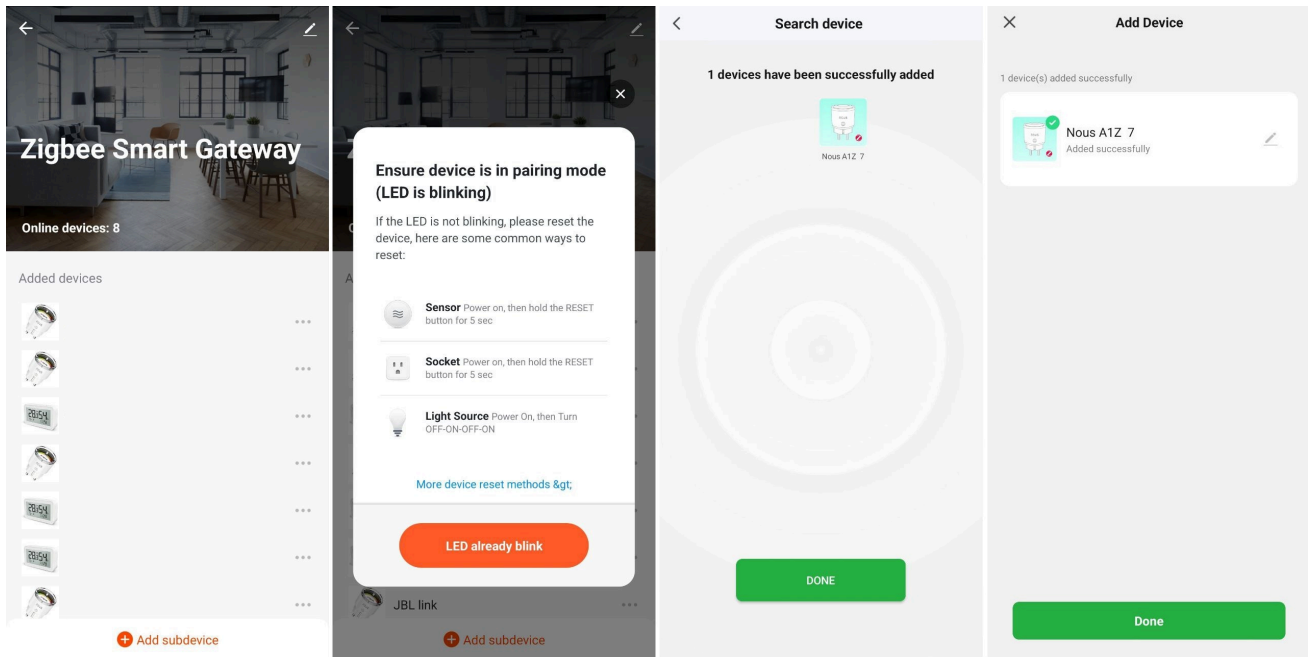 Zigbee Smart Gateway
Online devices: 8
Added devices
Add subdevice
Ensure device is in pairing mode
(LED is blinking)
If the LED is not blinking, please reset the
device, here are some common ways to
reset:
Sensor Power on, then hold the RESET
button for 5 sec
Socket Power on, then hold the RESET
button for 5 sec
Light Source Power On, then Turn
OFF-ON-OFF-ON
More device reset methods &gt;
LED already blink
JBL link
Add subdevice
Search device
1 devices have been successfully added
Nous A1Z 7
DONE
Add Device
1 device(s) added successfully
Nous A1Z 7
Added successfully
Done